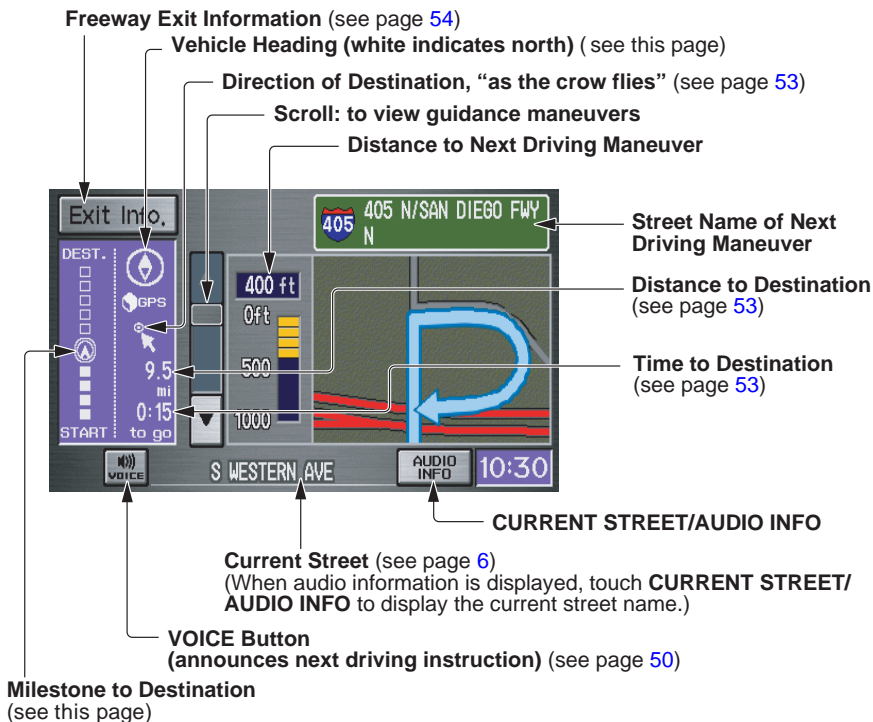 Freeway Exit Information (see page 54)
Vehicle Heading (white indicates north) ( see this page)
Direction of Destination, “as the crow flies” (see page 53)
Scroll: to view guidance maneuvers
Distance to Next Driving Maneuver
Exit Info.
405
405 N/SAN DIEGO FWY
N
Street Name of Next
Driving Maneuver
DEST.
GPS
400 ft
0ft
Distance to Destination
(see page 53)
9.5
mi
500
Time to Destination
(see page 53)
0:15
START
to go
1000
VOICE
S WESTERN AVE
AUDIO
INFO
10:30
CURRENT STREET/AUDIO INFO
Current Street (see page 6)
(When audio information is displayed, touch CURRENT STREET/
AUDIO INFO to display the current street name.)
VOICE Button
(announces next driving instruction) (see page 50)
Milestone to Destination
(see this page)